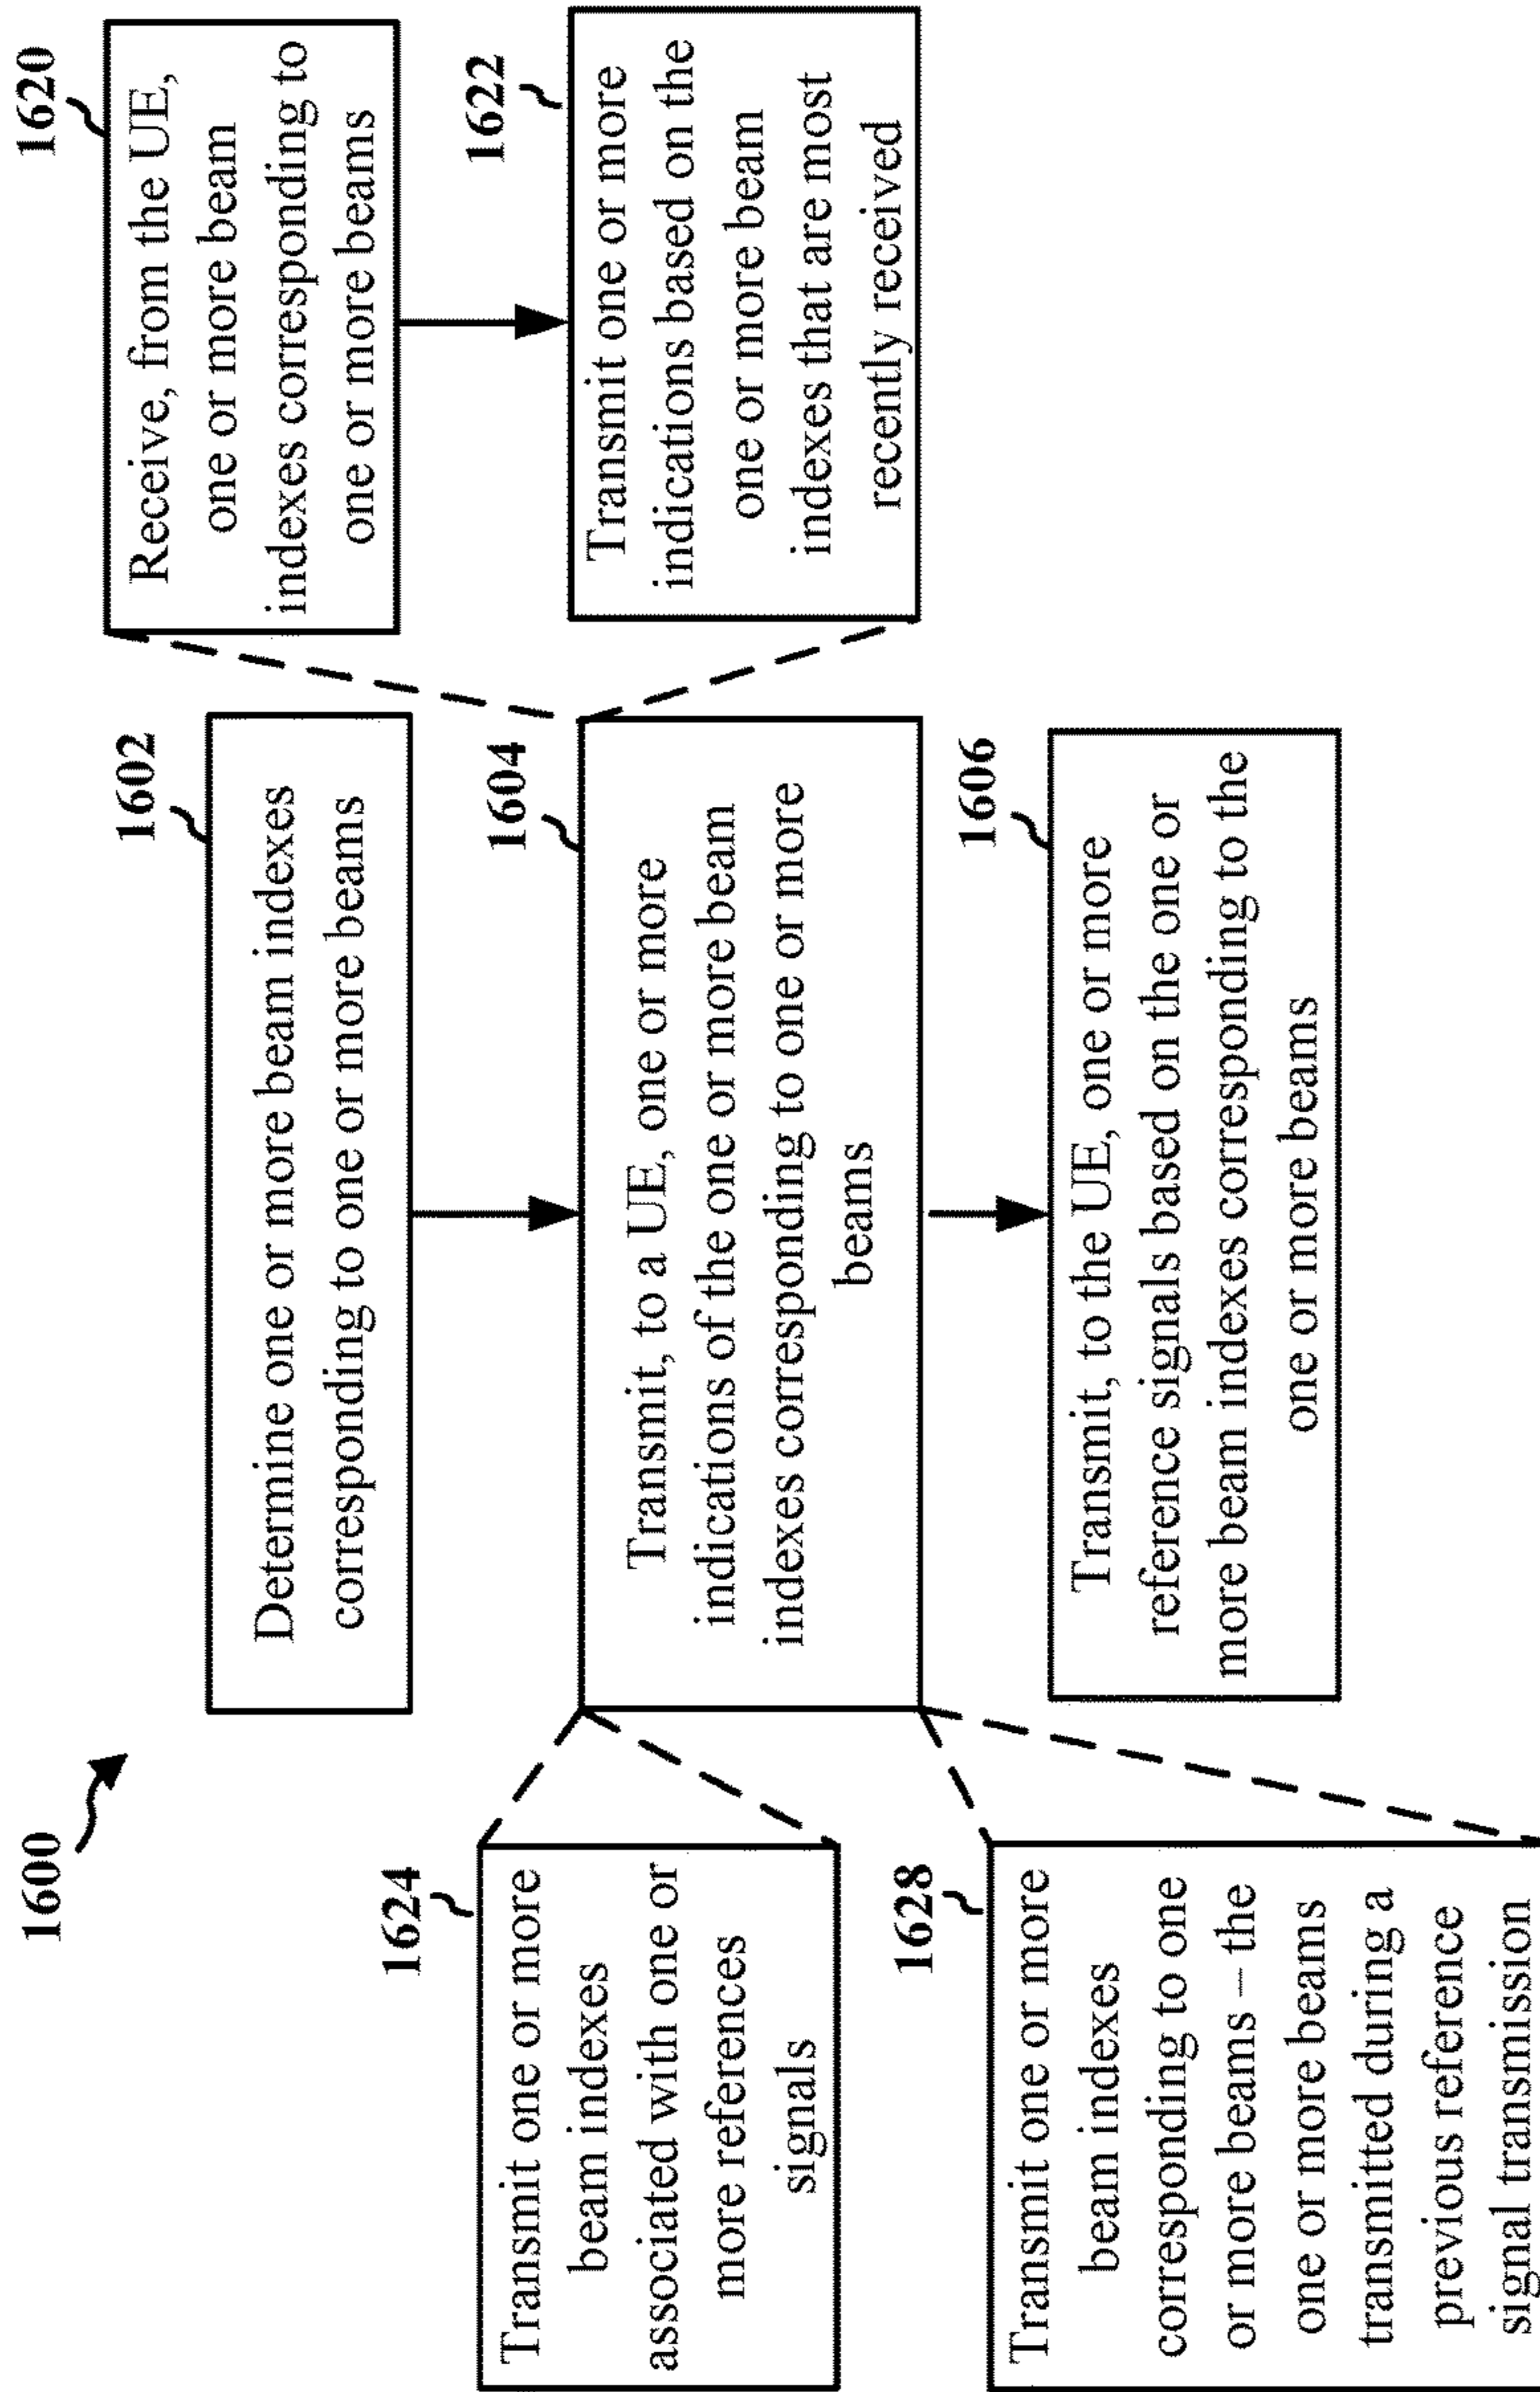 1600
1602
Determine one or more beam indexes
corresponding to one or more beams
1604
Transmit, to a UE, one or more
indications of the one or more beam
indexes corresponding to one or more
beams
1606
Transmit, to the UE, one or more
reference signals based on the one or
more beam indexes corresponding to the
one or more beams
1620
Receive, from the UE,
one or more beam
indexes corresponding to
one or more beams
1622
Transmit one or more
indications based on the
one or more beam
indexes that are most
recently received
1624
Transmit one or more
beam indexes
associated with one or
more references
signals
1628
Transmit one or more
beam indexes
corresponding to one
or more beams – the
one or more beams
transmitted during a
previous reference
signal transmission